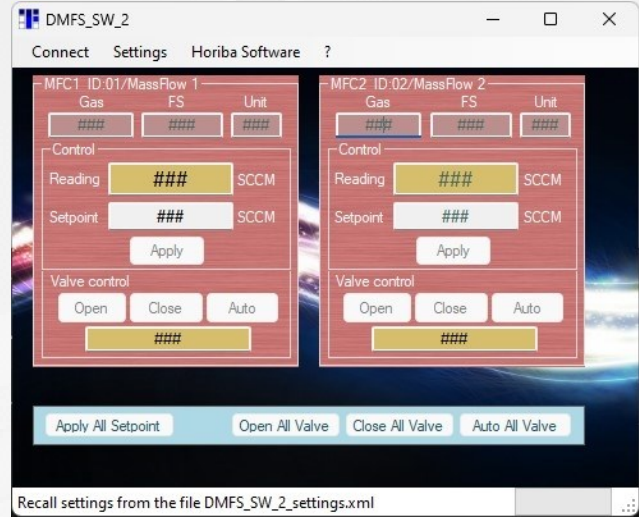 DMFS_SW_2
Connect Settings Horiba Software ?
MFC1 ID:01/MassFlow 1
Gas FS Unit
### ### ###
Control
Reading ### SCCM
Setpoint ### SCCM
Apply
Valve control
Open Close Auto
###
MFC2 ID:02/MassFlow 2
Gas FS Unit
### ### ###
Control
Reading ### SCCM
Setpoint ### SCCM
Apply
Valve control
Open Close Auto
###
Apply All Setpoint Open All Valve Close All Valve Auto All Valve
Recall settings from the file DMFS_SW_2_settings.xml